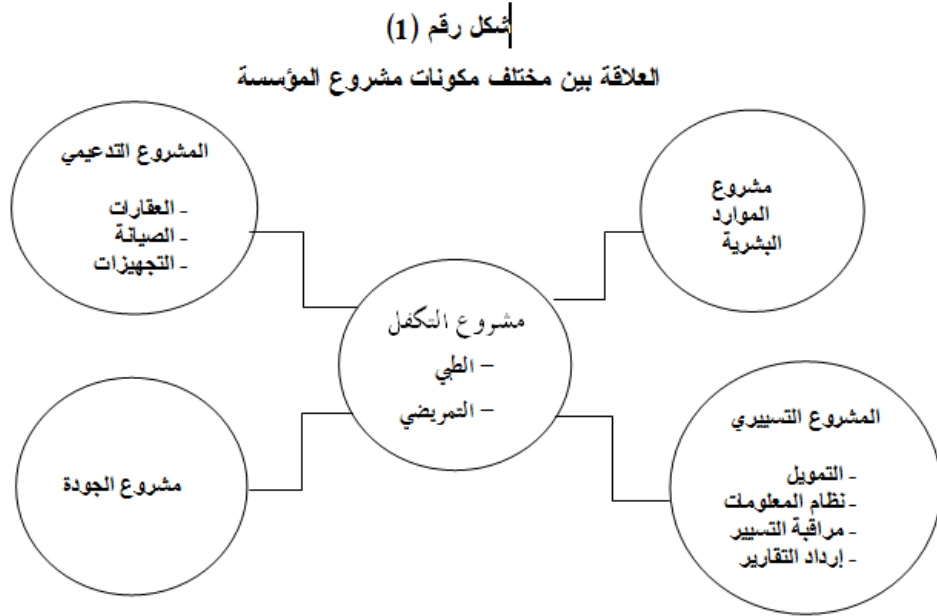 شكل رقم (1)
العلاقة بين مختلف مكونات مشروع المؤسسة
مشروع
الموارد
البشرية
المشروع التدعيمي
- العقارات
- الصيانة
- التجهيزات
مشروع التكفل
– الطبي
– التمريضي
المشروع التسييري
- التمويل
- نظام المعلومات
- مراقبة التسيير
- إرداد التقارير
مشروع الجودة